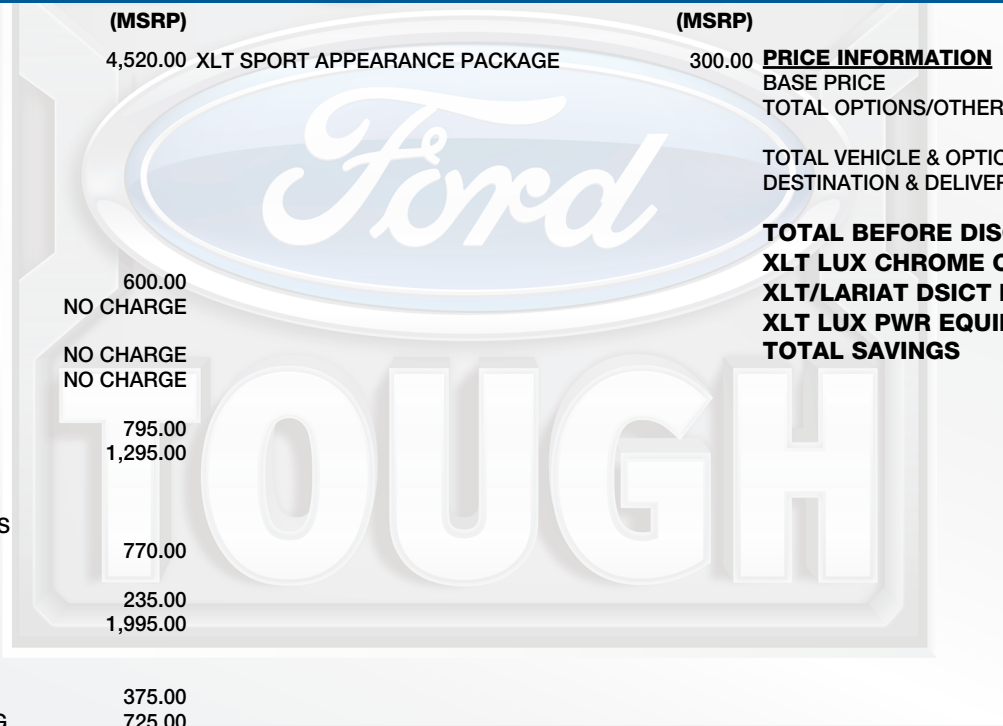 (MSRP)
4,520.00
600.00
NO CHARGE
NO CHARGE
NO CHARGE
795.00
1,295.00
S
770.00
235.00
1,995.00
375.00
G 725.00
(MSRP)
XLT SPORT APPEARANCE PACKAGE 300.00
PRICE INFORMATION
BASE PRICE
TOTAL OPTIONS/OTHER
TOTAL VEHICLE & OPTIO
DESTINATION & DELIVER
TOTAL BEFORE DISC
XLT LUX CHROME
XLT/LARIAT DSICT
XLT LUX PWR EQUI
TOTAL SAVINGS
Ford
TOUGH